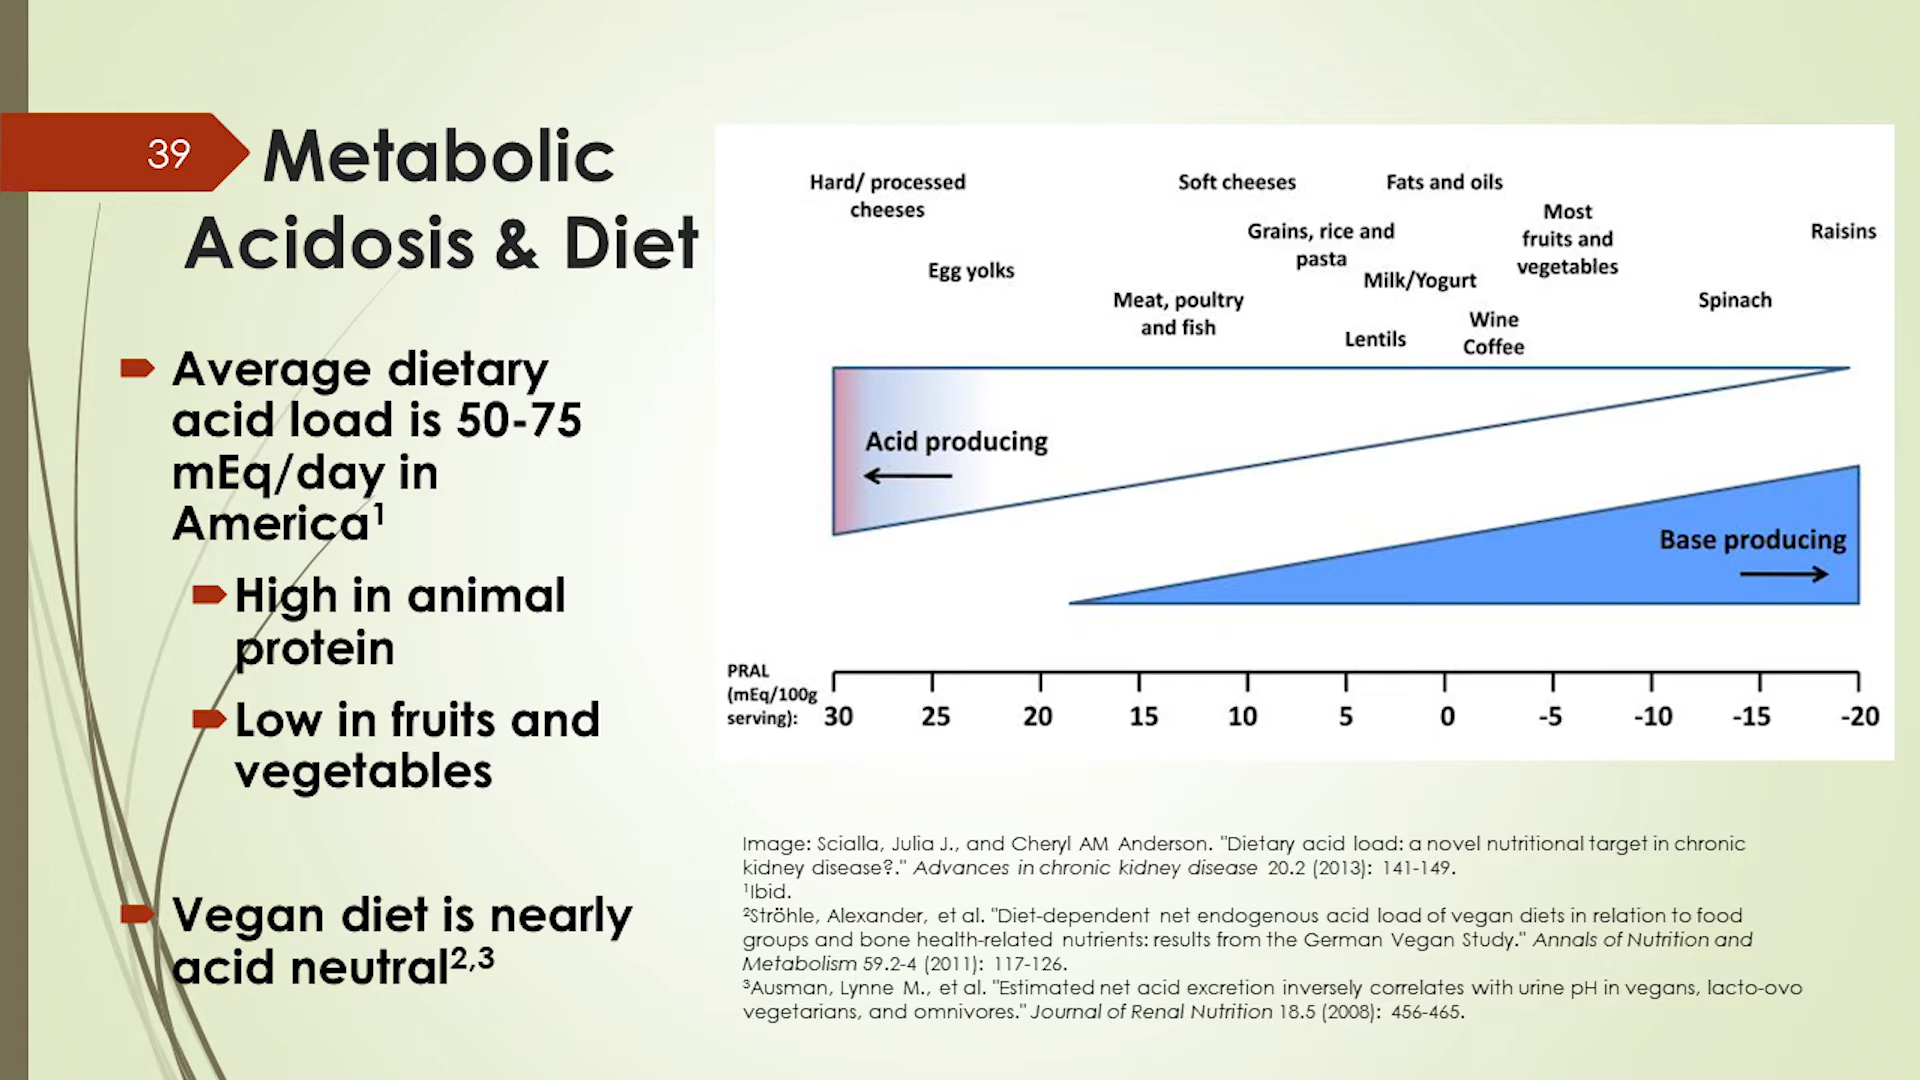 39
Metabolic
Acidosis & Diet
Average dietary
acid load is 50-75
mEq/day in
America¹
High in animal
protein
Low in fruits and
vegetables
Vegan diet is nearly
acid neutral²,³
Hard/ processed
cheeses
Egg yolks
Meat, poultry
and fish
Soft cheeses
Grains, rice and
pasta
Lentils
Milk/Yogurt
Fats and oils
Wine
Coffee
Most
fruits and
vegetables
Spinach
Raisins
Acid producing
Base producing
PRAL
(mEq/100g
serving):
30 25 20 15 10 5 0 -5 -10 -15 -20
Image: Scialla, Julia J., and Cheryl AM Anderson. "Dietary acid load: a novel nutritional target in chronic
kidney disease?." Advances in chronic kidney disease 20.2 (2013): 141-149.
¹Ibid.
²Ströhle, Alexander, et al. "Diet-dependent net endogenous acid load of vegan diets in relation to food
groups and bone health-related nutrients: results from the German Vegan Study." Annals of Nutrition and
Metabolism 59.2-4 (2011): 117-126.
³Ausman, Lynne M., et al. "Estimated net acid excretion inversely correlates with urine pH in vegans, lacto-ovo
vegetarians, and omnivores." Journal of Renal Nutrition 18.5 (2008): 456-465.